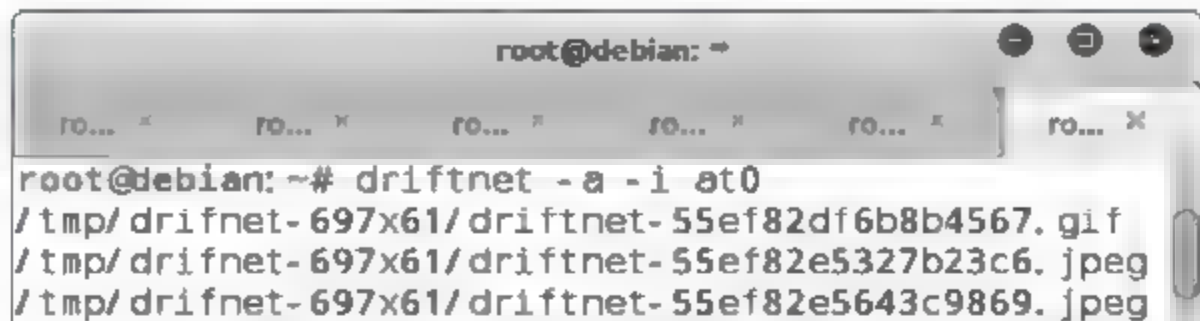 root@debian: ~
ro... × ro... × ro... × ro... × ro... × ro... ×
root@debian:~# driftnet -a -i at0
/tmp/drifnet-697x61/driftnet-55ef82df6b8b4567.gif
/tmp/drifnet-697x61/driftnet-55ef82e5327b23c6.jpeg
/tmp/drifnet-697x61/driftnet-55ef82e5643c9869.jpeg